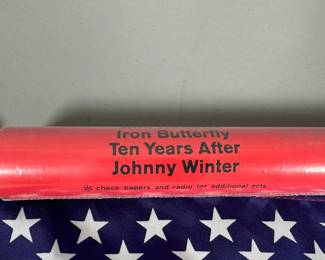 Iron Butterfly
Ten Years After
Johnny Winter
* check papers and radio for additional acts